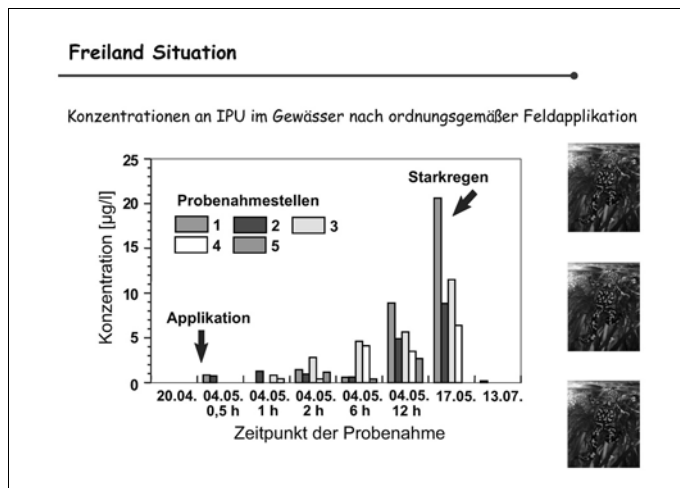 Freiland Situation
Konzentrationen an IPU im Gewässer nach ordnungsgemäßer Feldapplikation
Konzentration [µg/l]
25
20
15
10
5
0
Probenahmestellen
1 2 3
4 5
Starkregen
Applikation
20.04. 04.05. 04.05. 04.05. 04.05. 04.05. 17.05. 13.07.
0,5 h 1 h 2 h 6 h 12 h
Zeitpunkt der Probenahme